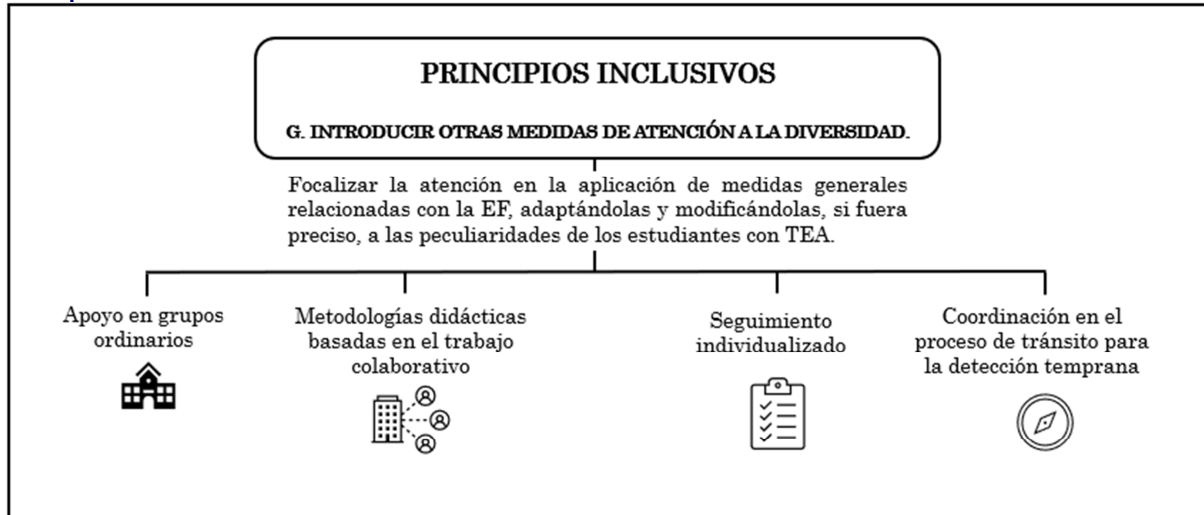 PRINCIPIOS INCLUSIVOS
G. INTRODUCIR OTRAS MEDIDAS DE ATENCIÓN A LA DIVERSIDAD.
Focalizar la atención en la aplicación de medidas generales
relacionadas con la EF, adaptándolas y modificándolas, si fuera
preciso, a las peculiaridades de los estudiantes con TEA.
Apoyo en grupos
ordinarios
Metodologías didácticas
basadas en el trabajo
colaborativo
Seguimiento
individualizado
Coordinación en el
proceso de tránsito para
la detección temprana